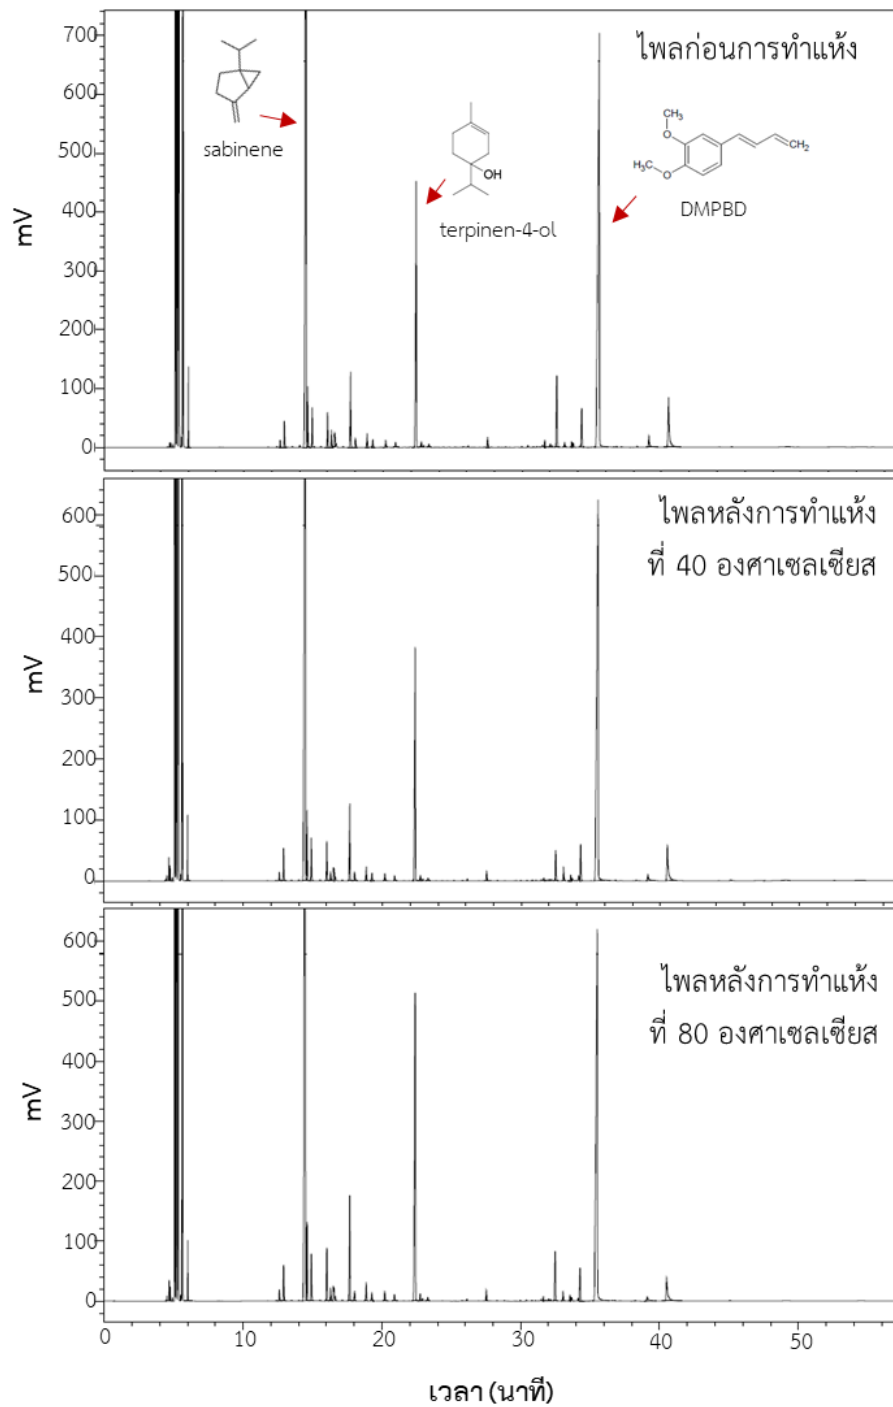 ไพลก่อนการทำแห้ง
700
600
500
400
300
200
100
0
mV
sabinene
OH
terpinen-4-ol
CH₃
O
O
CH₃
CH₂
DMPBD
ไพลหลังการทำแห้ง
ที่ 40 องศาเซลเซียส
600
500
400
300
200
100
0
mV
ไพลหลังการทำแห้ง
ที่ 80 องศาเซลเซียส
600
500
400
300
200
100
0
mV
0 10 20 30 40 50
เวลา (นาที)